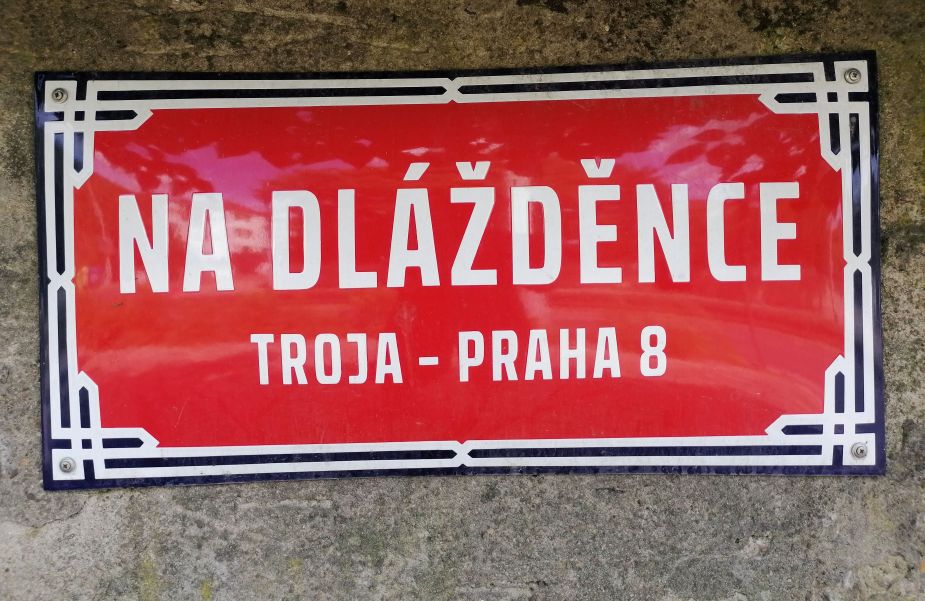 NA DLÁŽDĚNCE
TROJA - PRAHA 8